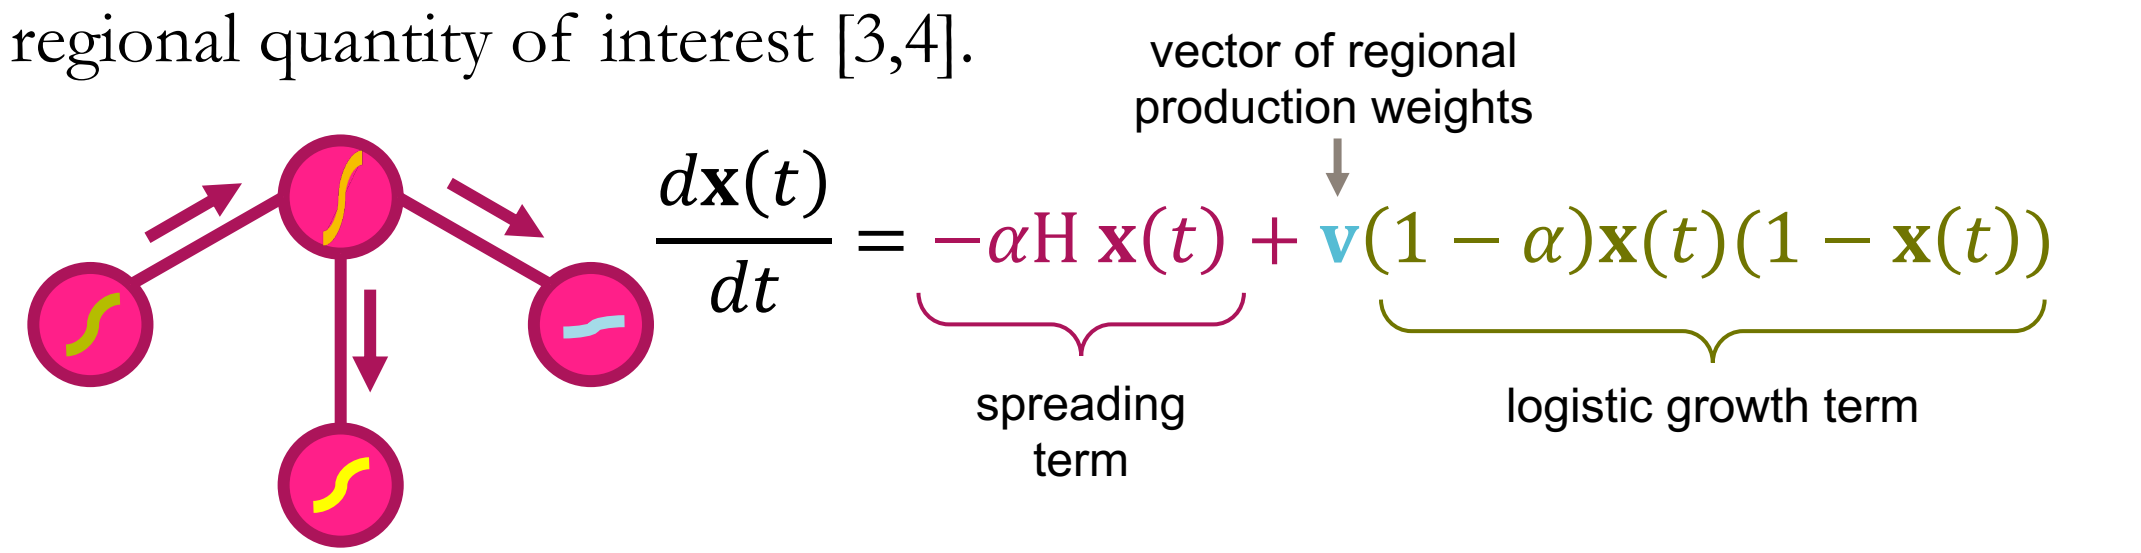 regional quantity of interest [3,4].
vector of regional
production weights
d𝐱(t)/dt = −αH 𝐱(t) + 𝐯(1 − α)𝐱(t)(1 − 𝐱(t))
spreading
term
logistic growth term